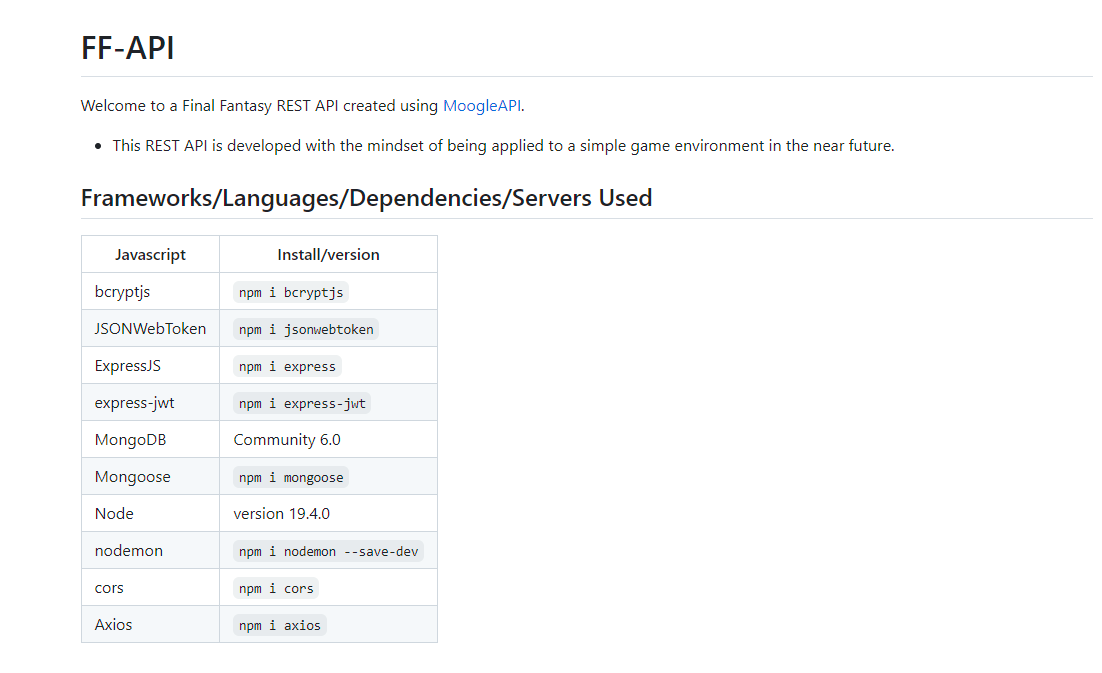 FF-API
Welcome to a Final Fantasy REST API created using MoogleAPI.
This REST API is developed with the mindset of being applied to a simple game environment in the near future.
Frameworks/Languages/Dependencies/Servers Used
Javascript Install/version
bcryptjs npm i bcryptjs
JSONWebToken npm i jsonwebtoken
ExpressJS npm i express
express-jwt npm i express-jwt
MongoDB Community 6.0
Mongoose npm i mongoose
Node version 19.4.0
nodemon npm i nodemon --save-dev
cors npm i cors
Axios npm i axios